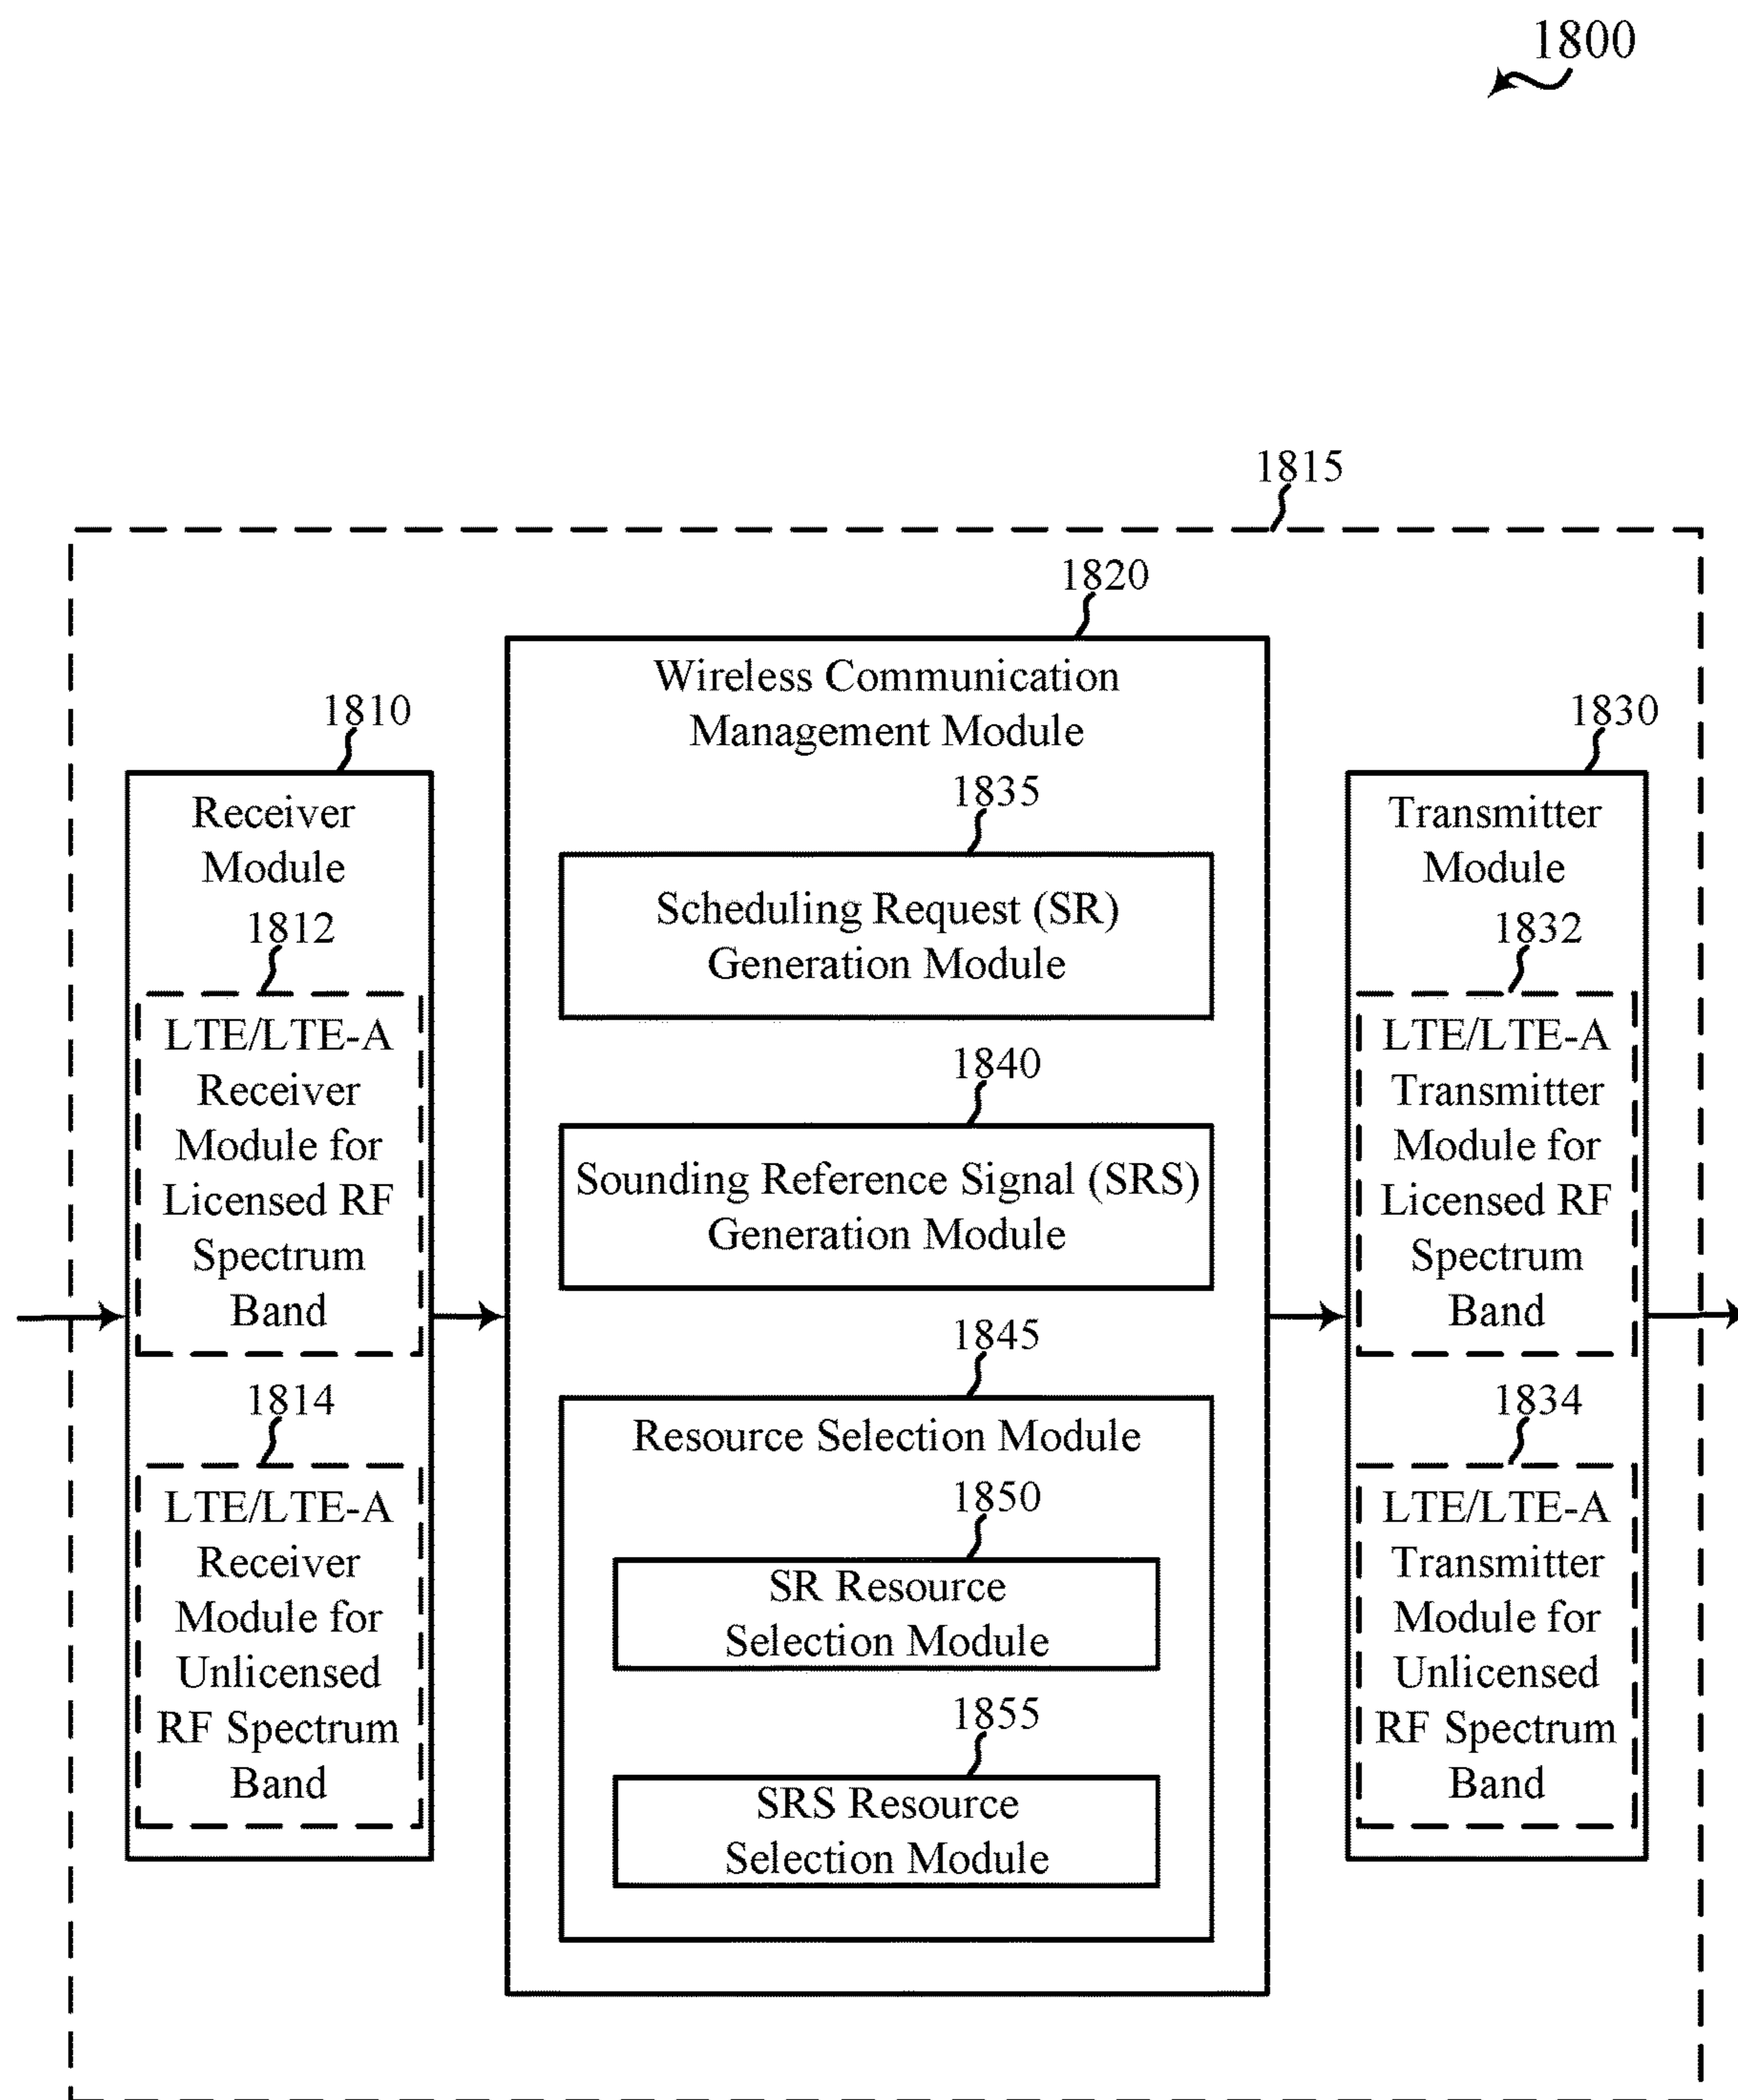 1800
1815
1820
Wireless Communication
Management Module
1810
1830
Receiver
Module
1812
LTE/LTE-A
Receiver
Module for
Licensed RF
Spectrum
Band
1814
LTE/LTE-A
Receiver
Module for
Unlicensed
RF Spectrum
Band
1835
Scheduling Request (SR)
Generation Module
1840
Sounding Reference Signal (SRS)
Generation Module
1845
Resource Selection Module
1850
SR Resource
Selection Module
1855
SRS Resource
Selection Module
Transmitter
Module
1832
LTE/LTE-A
Transmitter
Module for
Licensed RF
Spectrum
Band
1834
LTE/LTE-A
Transmitter
Module for
Unlicensed
RF Spectrum
Band